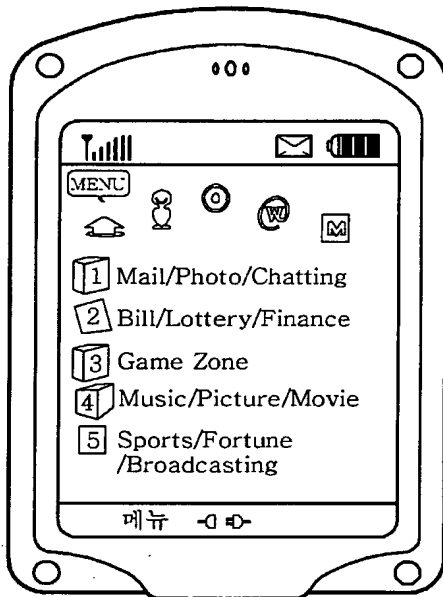 MENU
W
M
1 Mail/Photo/Chatting
2 Bill/Lottery/Finance
3 Game Zone
4 Music/Picture/Movie
5 Sports/Fortune
/Broadcasting
메뉴